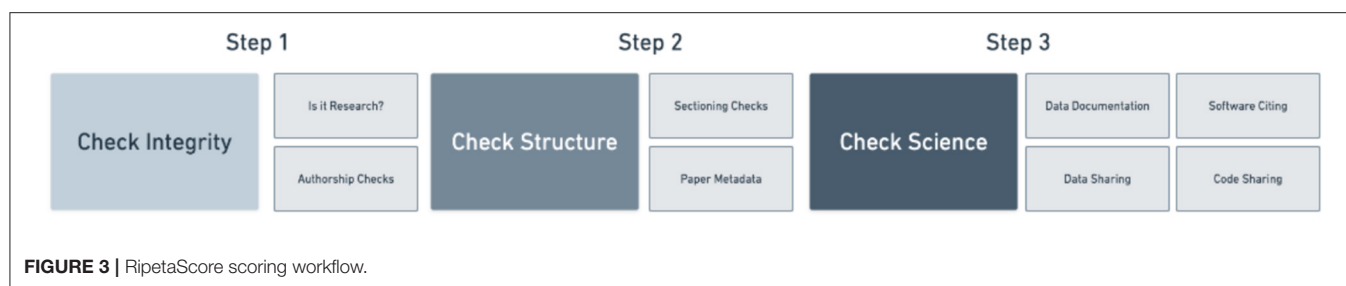 Step 1
Step 2
Step 3
Check Integrity
Is it Research?
Authorship Checks
Check Structure
Sectioning Checks
Paper Metadata
Check Science
Data Documentation
Software Citing
Data Sharing
Code Sharing
FIGURE 3 | RipetaScore scoring workflow.